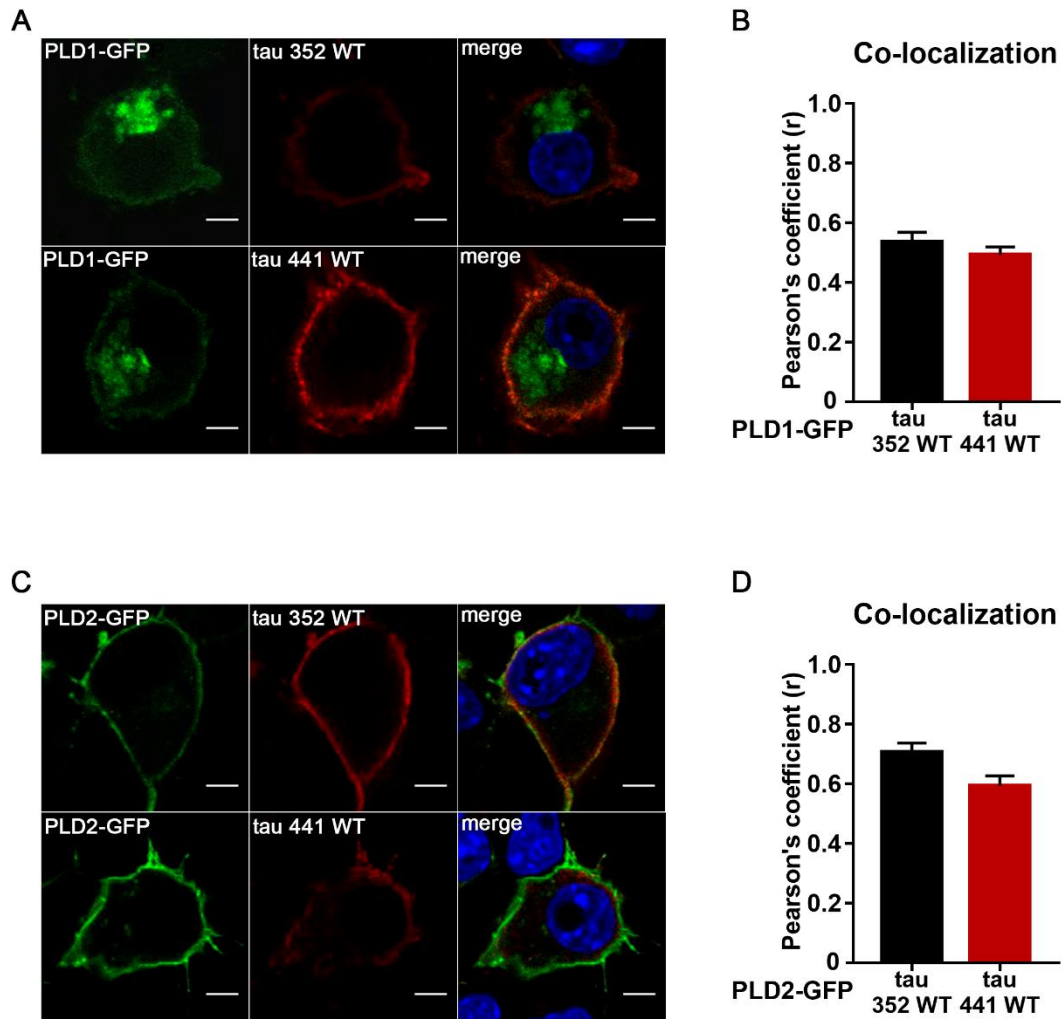 A
PLD1-GFP
tau 352 WT
merge
PLD1-GFP
tau 441 WT
merge
B
Co-localization
Pearson's coefficient (r)
1.0
0.8
0.6
0.4
0.2
0
PLD1-GFP
tau
352 WT
tau
441 WT
C
PLD2-GFP
tau 352 WT
merge
PLD2-GFP
tau 441 WT
merge
D
Co-localization
Pearson's coefficient (r)
1.0
0.8
0.6
0.4
0.2
0
PLD2-GFP
tau
352 WT
tau
441 WT